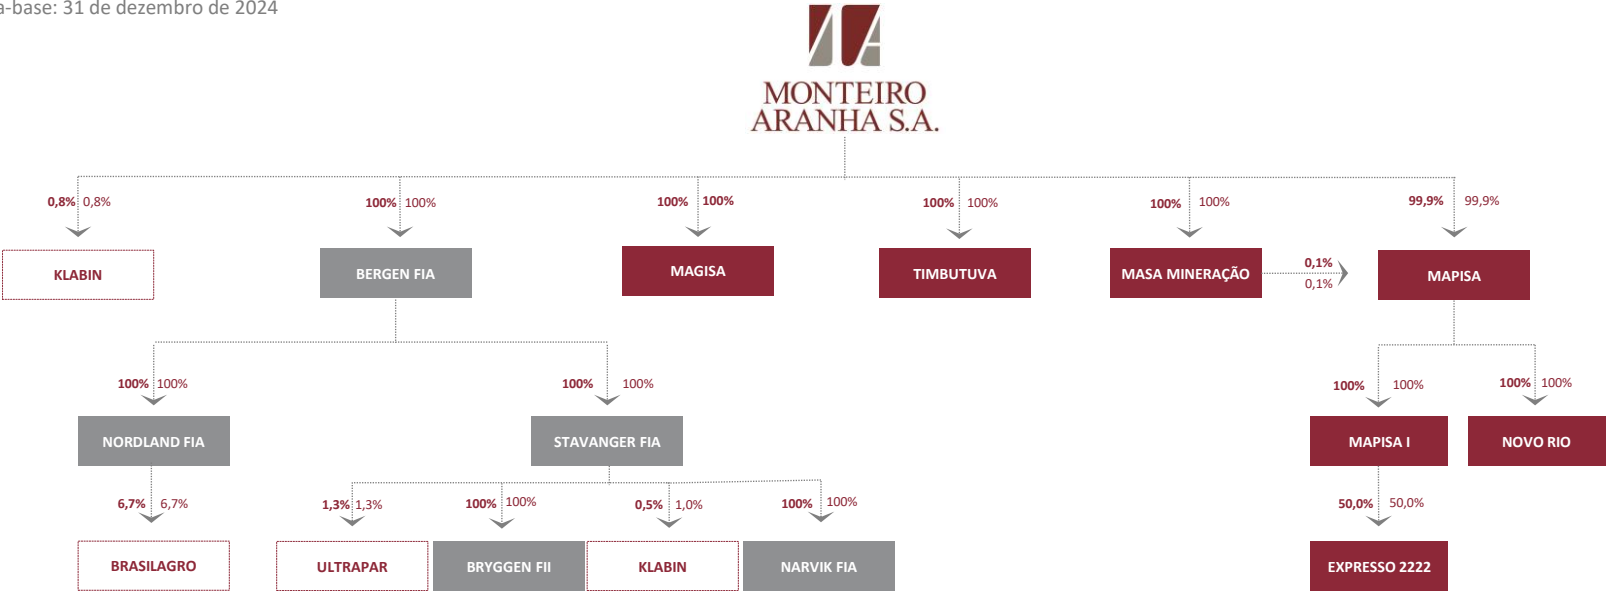 a-base: 31 de dezembro de 2024
MONTEIRO
ARANHA S.A.
0,8% 0,8%
100% 100%
100% 100%
100% 100%
100% 100%
99,9% 99,9%
KLABIN
BERGEN FIA
MAGISA
TIMBUTUVA
MASA MINERAÇÃO
0,1%
0,1%
MAPISA
100% 100%
100% 100%
100% 100%
100% 100%
NORDLAND FIA
STAVANGER FIA
MAPISA I
NOVO RIO
6,7% 6,7%
1,3% 1,3%
100% 100%
0,5% 1,0%
100% 100%
50,0% 50,0%
BRASILAGRO
ULTRAPAR
BRYGGEN FII
KLABIN
NARVIK FIA
EXPRESSO 2222